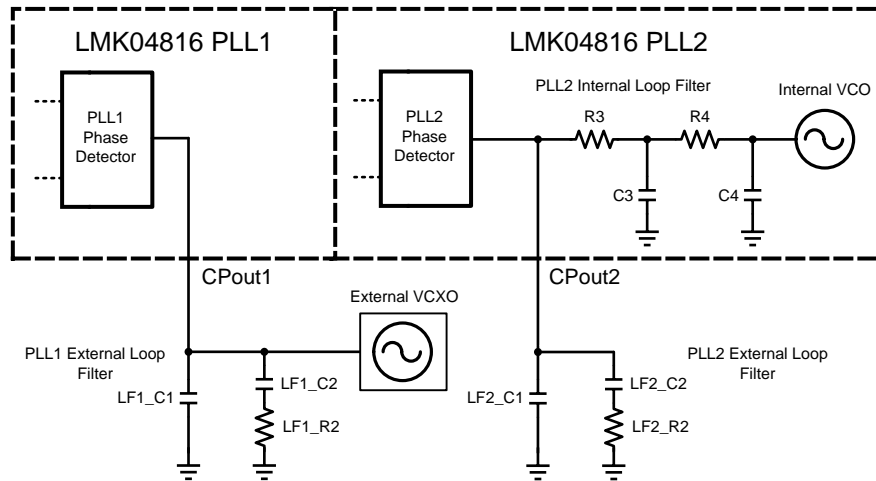 LMK04816 PLL1
LMK04816 PLL2
PLL1
Phase
Detector
PLL2
Phase
Detector
PLL2 Internal Loop Filter
Internal VCO
R3
R4
C3
C4
CPout1
CPout2
External VCXO
PLL1 External Loop
Filter
LF1_C1
LF1_C2
LF1_R2
LF2_C1
LF2_C2
LF2_R2
PLL2 External Loop
Filter